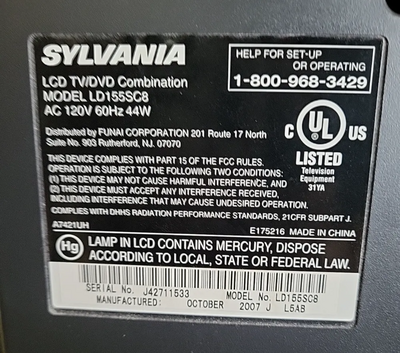 SYLVANIA
LCD TV/DVD Combination
MODEL LD155SC8
AC 120V 60Hz 44W
HELP FOR SET-UP
OR OPERATING
1-800-968-3429
Distributed by FUNAI CORPORATION 201 Route 17 North
Suite No. 903 Rutherford, NJ, 07070
C UL US
LISTED
Television
Equipment
31YA
THIS DEVICE COMPLIES WITH PART 15 OF THE FCC RULES.
OPERATION IS SUBJECT TO THE FOLLOWING TWO CONDITIONS:
(1) THIS DEVICE MAY NOT CAUSE HARMFUL INTERFERENCE, AND
(2) THIS DEVICE MUST ACCEPT ANY INTERFERENCE RECEIVED,
INCLUDING INTERFERENCE THAT MAY CAUSE UNDESIRED OPERATION.
COMPLIES WITH DHHS RADIATION PERFORMANCE STANDARDS, 21CFR SUBPART J.
A7421UH E175216 MADE IN CHINA
Hg LAMP IN LCD CONTAINS MERCURY, DISPOSE
ACCORDING TO LOCAL, STATE OR FEDERAL LAW.
SERIAL No. J42711533 MODEL No. LD155SC8
MANUFACTURED: OCTOBER 2007 J L5AB